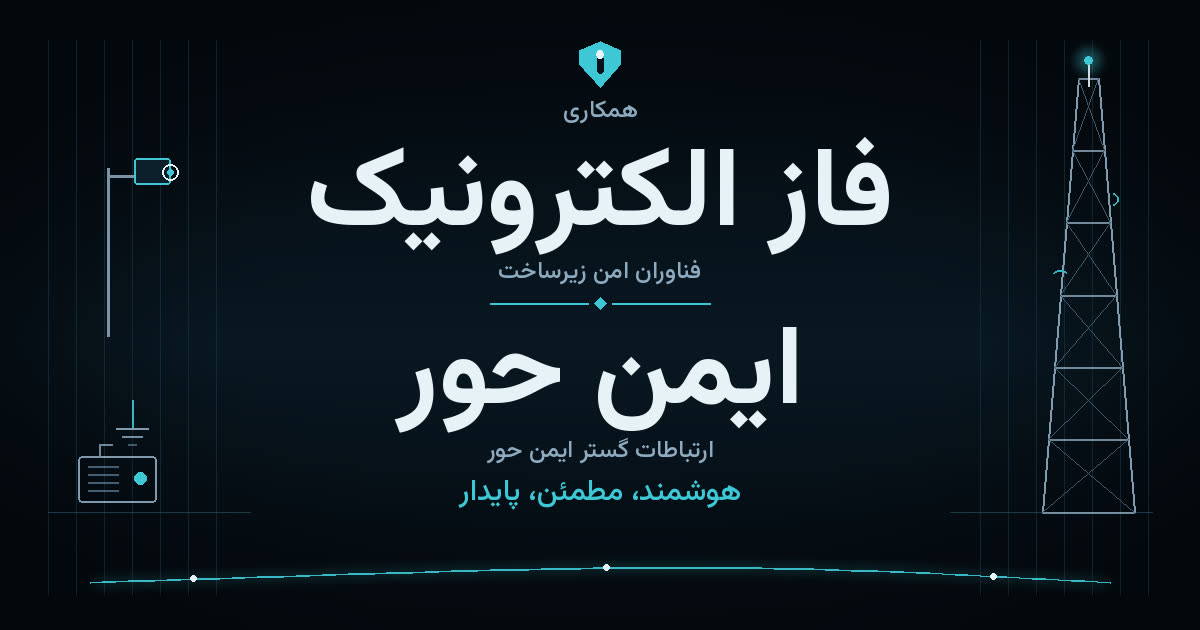 همکاری
فاز الکترونیک
فناوران امن زیرساخت
ایمن حور
ارتباطات گستر ایمن حور
هوشمند، مطمئن، پایدار